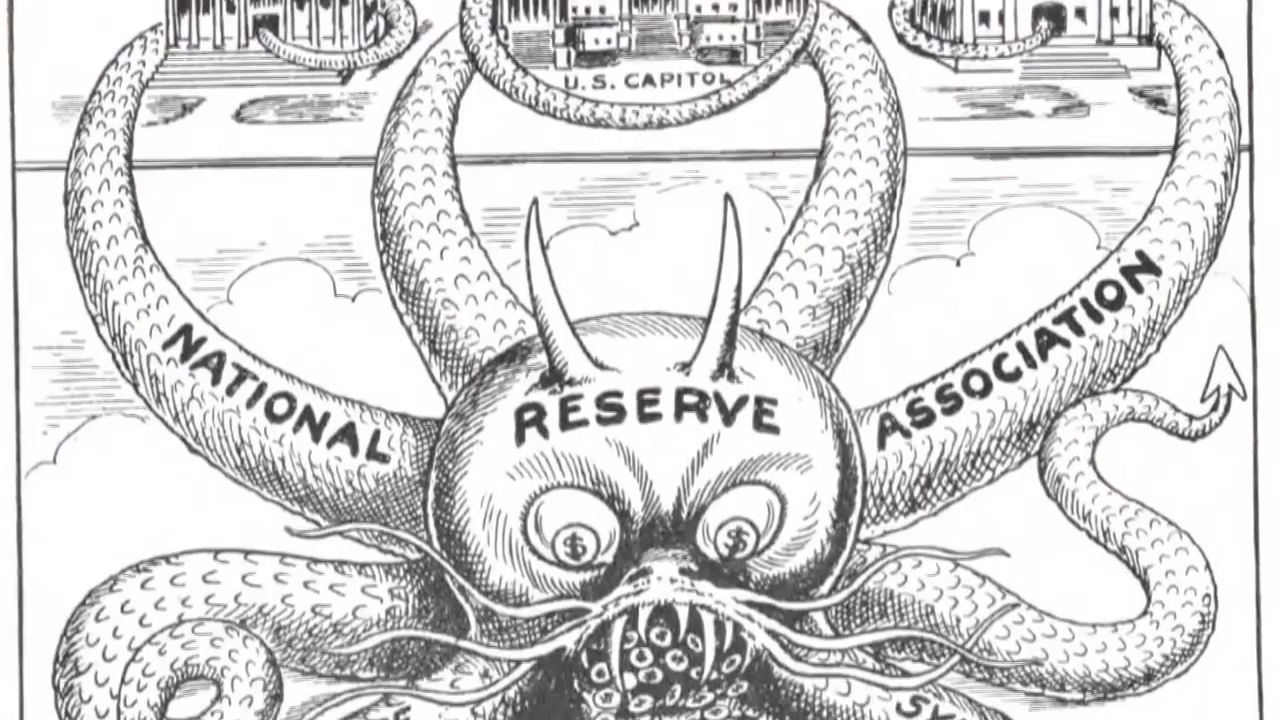 U.S. CAPITOL
NATIONAL
RESERVE
ASSOCIATION
$ $